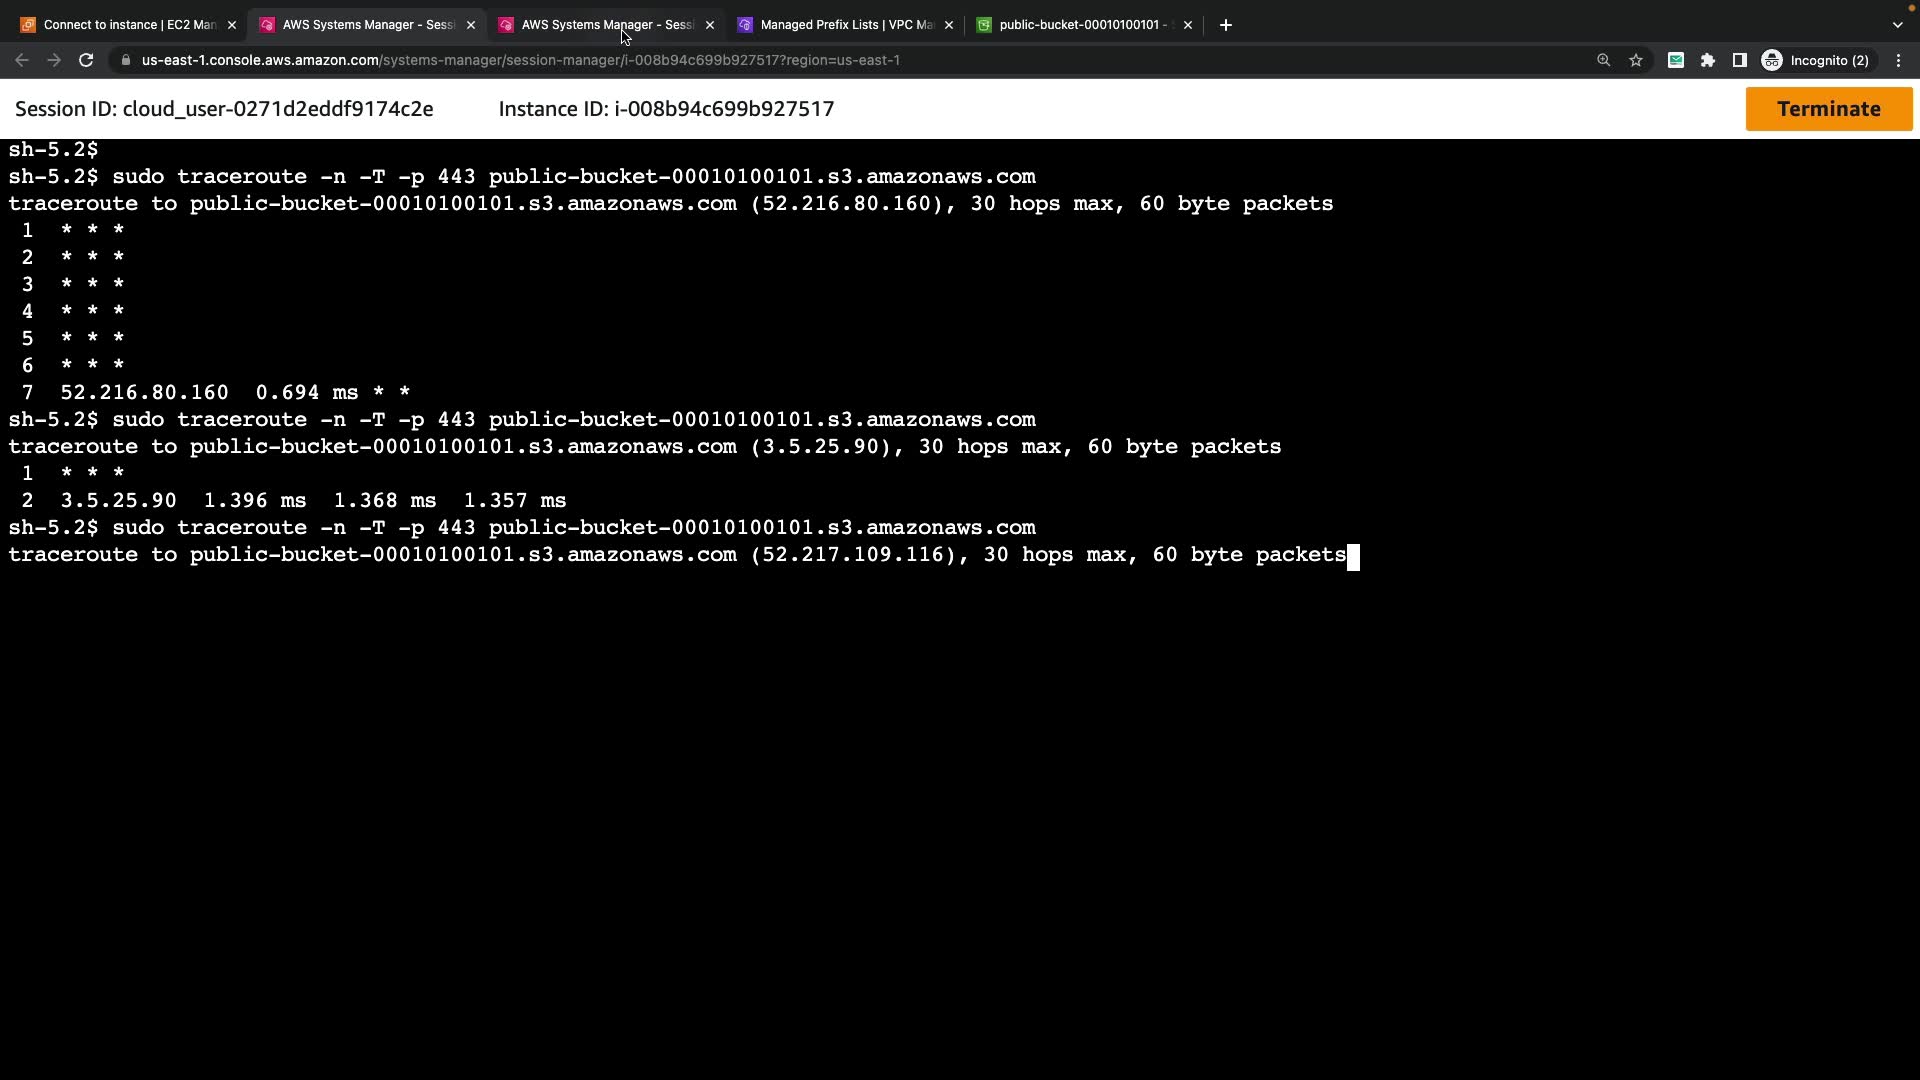 Connect to instance | EC2 Man
AWS Systems Manager - Sessi
AWS Systems Manager - Sessi
Managed Prefix Lists | VPC Ma
public-bucket-00010100101 -
us-east-1.console.aws.amazon.com/systems-manager/session-manager/i-008b94c699b927517?region=us-east-1
Incognito (2)
Session ID: cloud_user-0271d2eddf9174c2e
Instance ID: i-008b94c699b927517
Terminate
sh-5.2$
sh-5.2$ sudo traceroute -n -T -p 443 public-bucket-00010100101.s3.amazonaws.com
traceroute to public-bucket-00010100101.s3.amazonaws.com (52.216.80.160), 30 hops max, 60 byte packets
1 * * *
2 * * *
3 * * *
4 * * *
5 * * *
6 * * *
7 52.216.80.160 0.694 ms * *
sh-5.2$ sudo traceroute -n -T -p 443 public-bucket-00010100101.s3.amazonaws.com
traceroute to public-bucket-00010100101.s3.amazonaws.com (3.5.25.90), 30 hops max, 60 byte packets
1 * * *
2 3.5.25.90 1.396 ms 1.368 ms 1.357 ms
sh-5.2$ sudo traceroute -n -T -p 443 public-bucket-00010100101.s3.amazonaws.com
traceroute to public-bucket-00010100101.s3.amazonaws.com (52.217.109.116), 30 hops max, 60 byte packets